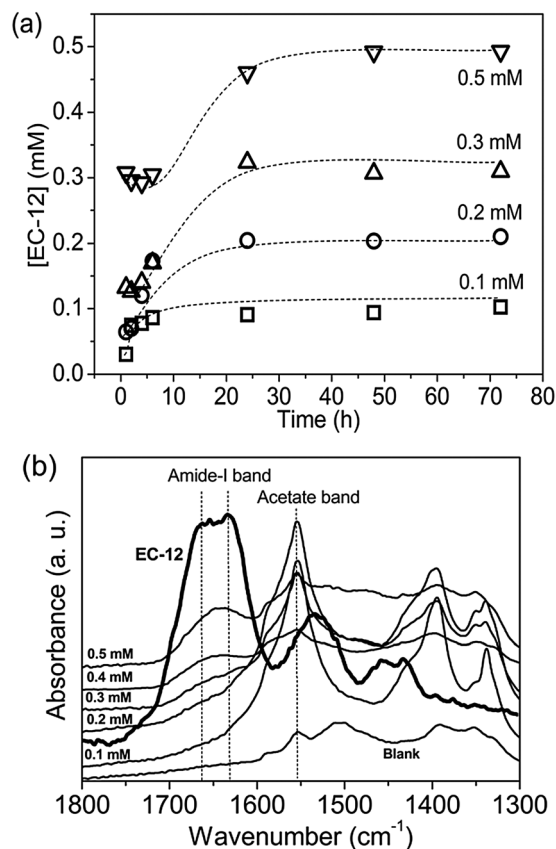 (a)
[EC-12] (mM)
0.5
0.4
0.3
0.2
0.1
0.0
0.5 mM
0.3 mM
0.2 mM
0.1 mM
0 10 20 30 40 50 60 70 80
Time (h)
(b)
Absorbance (a. u.)
Amide-I band
Acetate band
EC-12
0.5 mM
0.4 mM
0.3 mM
0.2 mM
0.1 mM
Blank
1800 1700 1600 1500 1400 1300
Wavenumber (cm⁻¹)